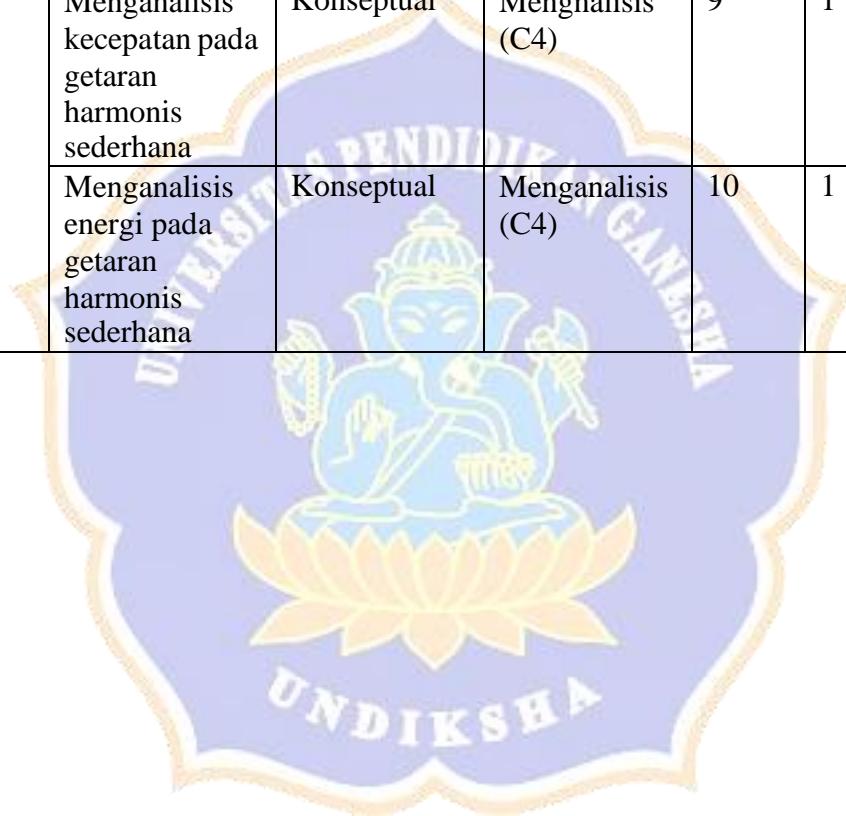 Menganalisis Konseptual Mengnalisis 9 1
kecepatan pada (C4)
getaran
harmonis
sederhana
Menganalisis Konseptual Menganalisis 10 1
energi pada (C4)
getaran
harmonis
sederhana
UNIVERSITAS PENDIDIKAN GANESHA
UNDIKSHA